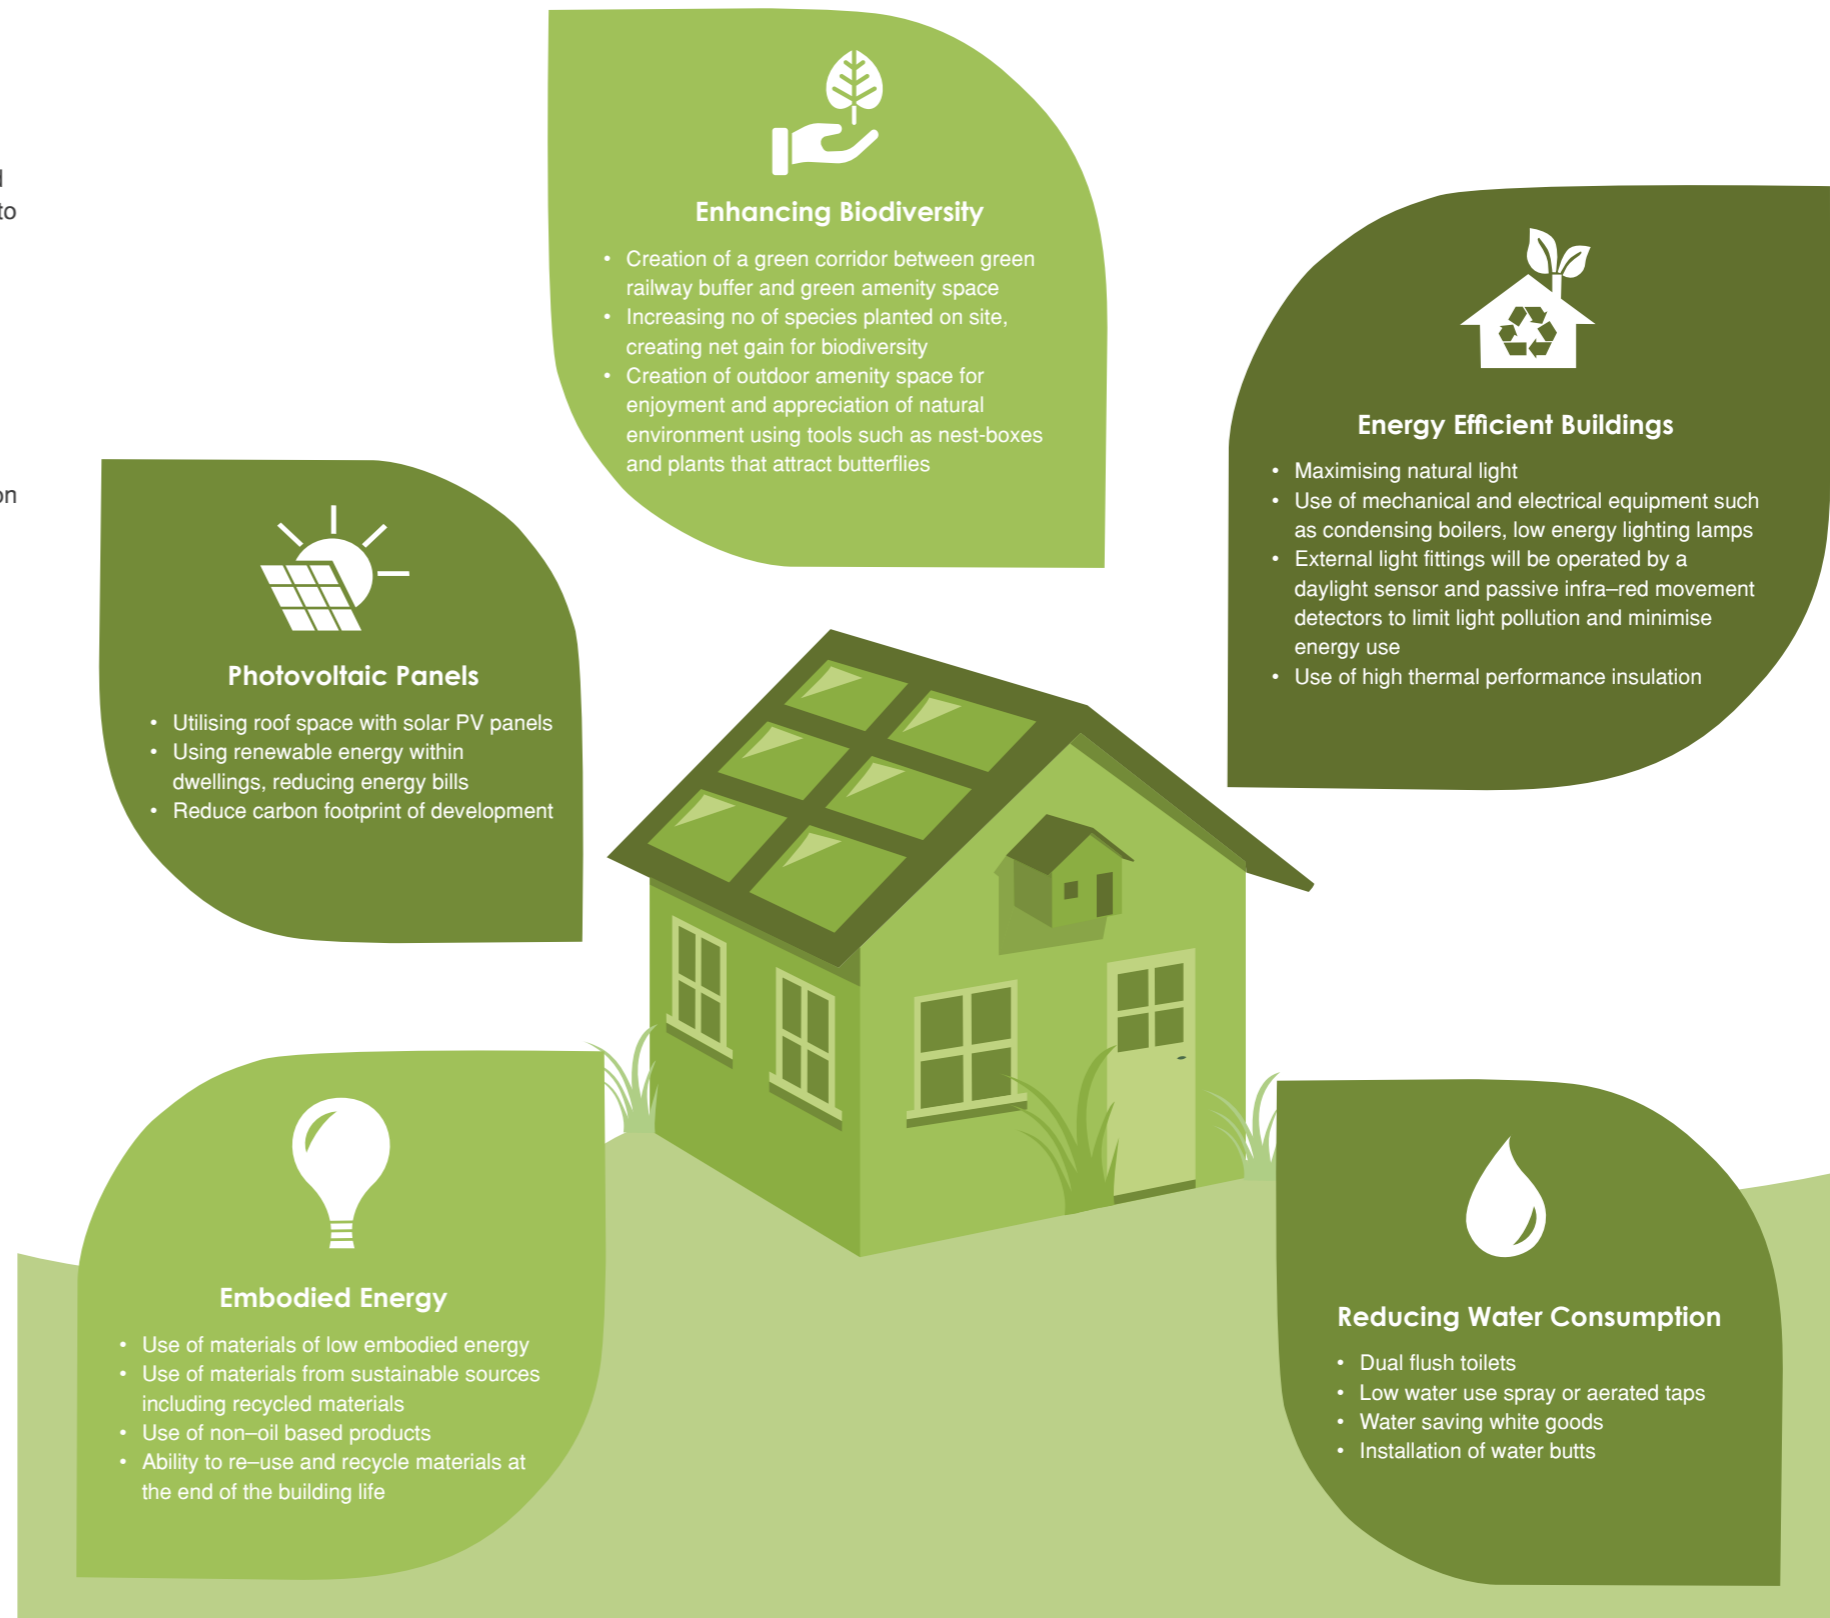 to
on
Enhancing Biodiversity
• Creation of a green corridor between green
railway buffer and green amenity space
• Increasing no of species planted on site,
creating net gain for biodiversity
• Creation of outdoor amenity space for
enjoyment and appreciation of natural
environment using tools such as nest-boxes
and plants that attract butterflies
Energy Efficient Buildings
• Maximising natural light
• Use of mechanical and electrical equipment such
as condensing boilers, low energy lighting lamps
• External light fittings will be operated by a
daylight sensor and passive infra–red movement
detectors to limit light pollution and minimise
energy use
• Use of high thermal performance insulation
Photovoltaic Panels
• Utilising roof space with solar PV panels
• Using renewable energy within
dwellings, reducing energy bills
• Reduce carbon footprint of development
Embodied Energy
• Use of materials of low embodied energy
• Use of materials from sustainable sources
including recycled materials
• Use of non–oil based products
• Ability to re–use and recycle materials at
the end of the building life
Reducing Water Consumption
• Dual flush toilets
• Low water use spray or aerated taps
• Water saving white goods
• Installation of water butts